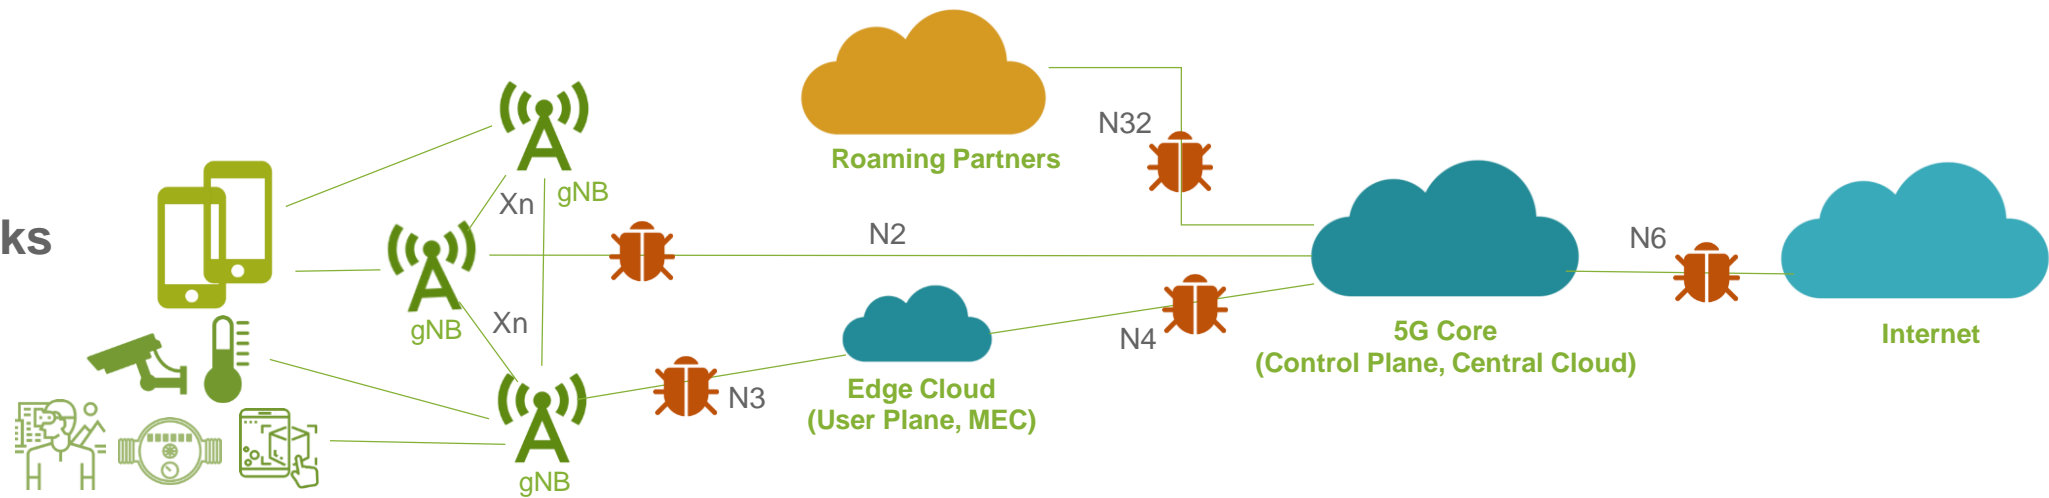 N32
Roaming Partners
gNB
Xn
ks
N2
N6
gNB
Xn
N4
5G Core
(Control Plane, Central Cloud)
Internet
Edge Cloud
(User Plane, MEC)
N3
gNB